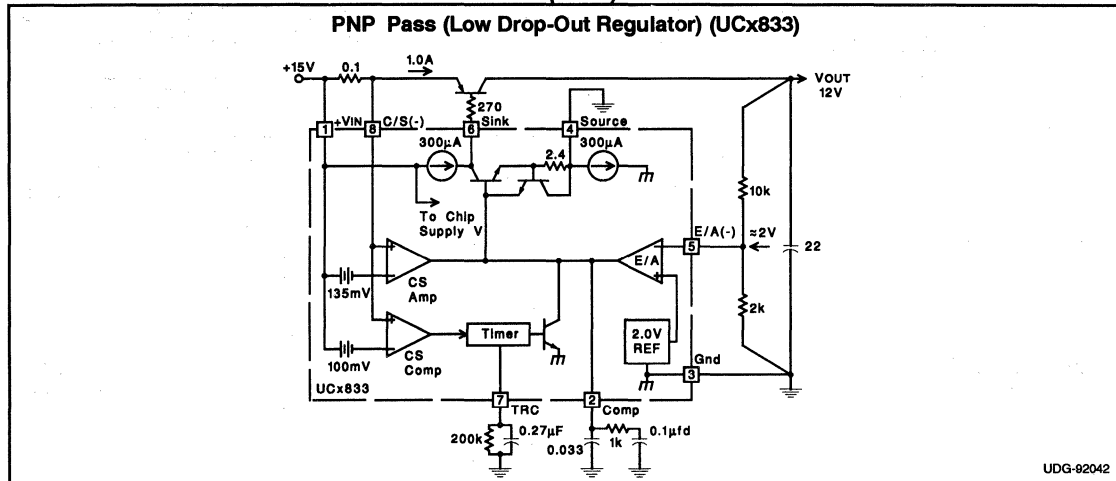 PNP Pass (Low Drop-Out Regulator) (UCx833)
+15V
0.1
1.0A
VOUT
12V
270
1 +VIN
8 C/S(-)
6 Sink
4 Source
300μA
2.4
300μA
10k
To Chip
Supply V
E/A(-)
5
≈2V
22
E/A
135mV
CS
Amp
2k
Timer
2.0V
REF
100mV
CS
Comp
Gnd
3
UCx833
7 TRC
2 Comp
200k
0.27μF
0.033
1k
0.1μfd
UDG-92042